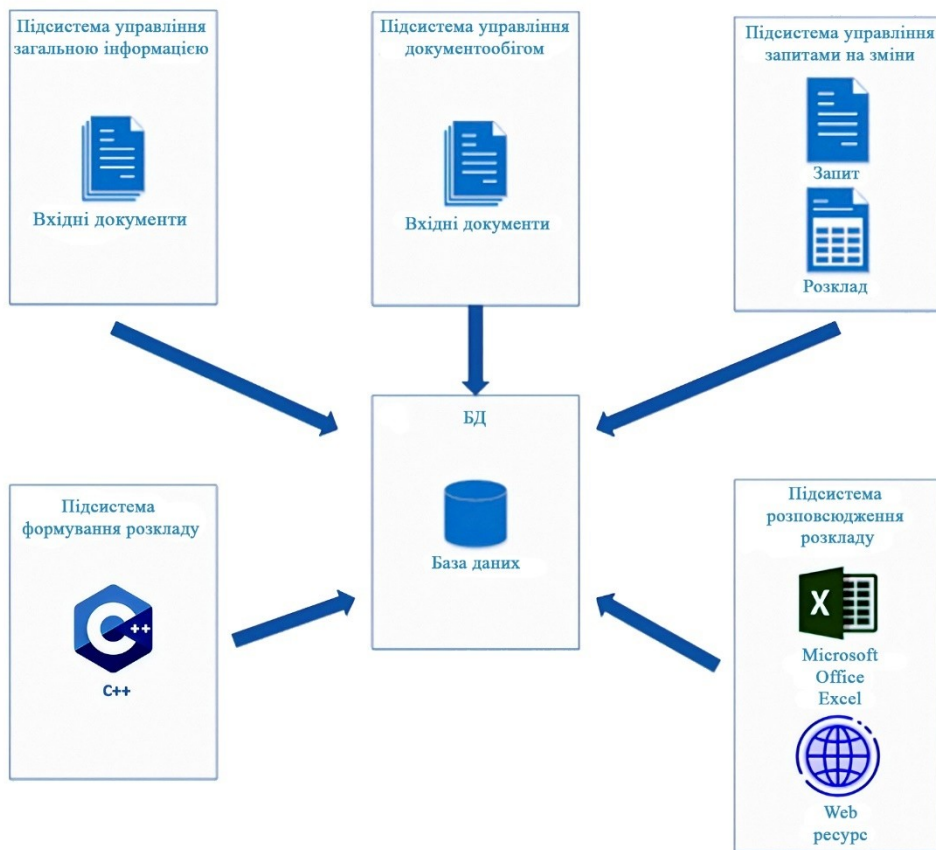 Підсистема управління
загальною інформацією
Вхідні документи
Підсистема управління
документообігом
Вхідні документи
Підсистема управління
запитами на зміни
Запит
Розклад
БД
База даних
Підсистема
формування розкладу
C++
C++
Підсистема
розповсюдження
розкладу
X
Microsoft
Office
Excel
Web
ресурс